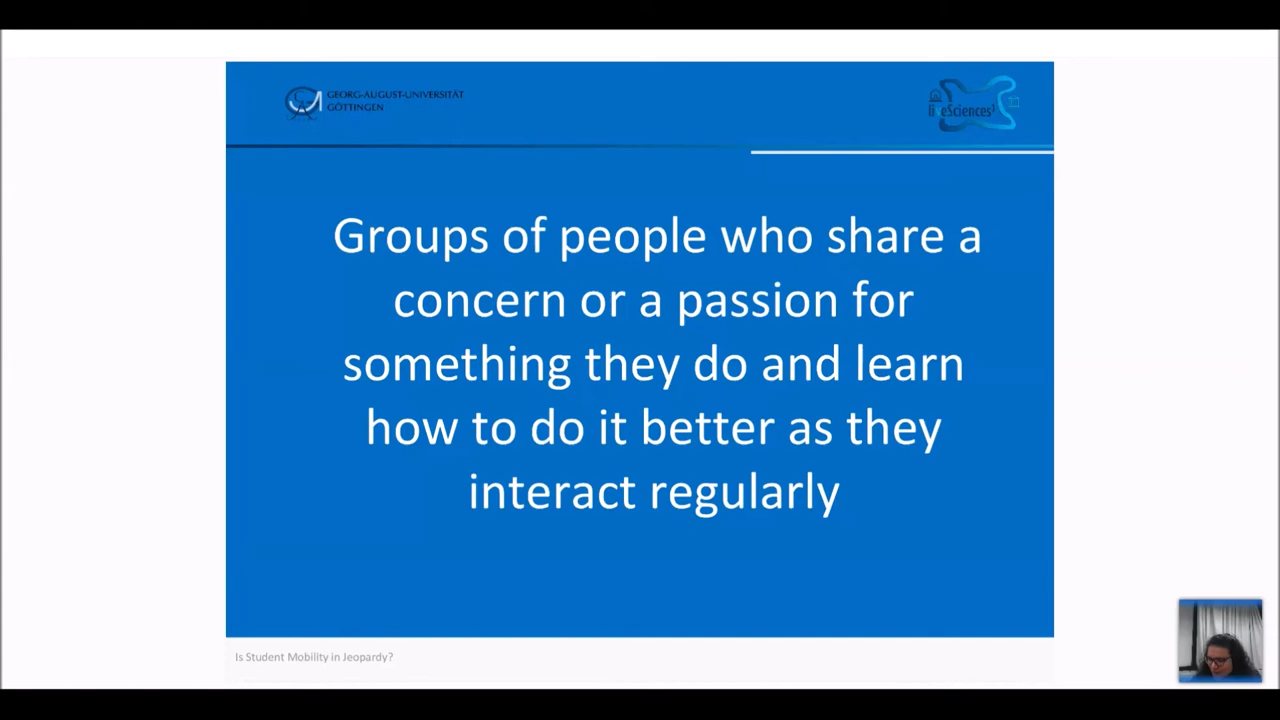 GEORG-AUGUST-UNIVERSITÄT
GÖTTINGEN
Groups of people who share a
concern or a passion for
something they do and learn
how to do it better as they
interact regularly
Is Student Mobility in Jeopardy?